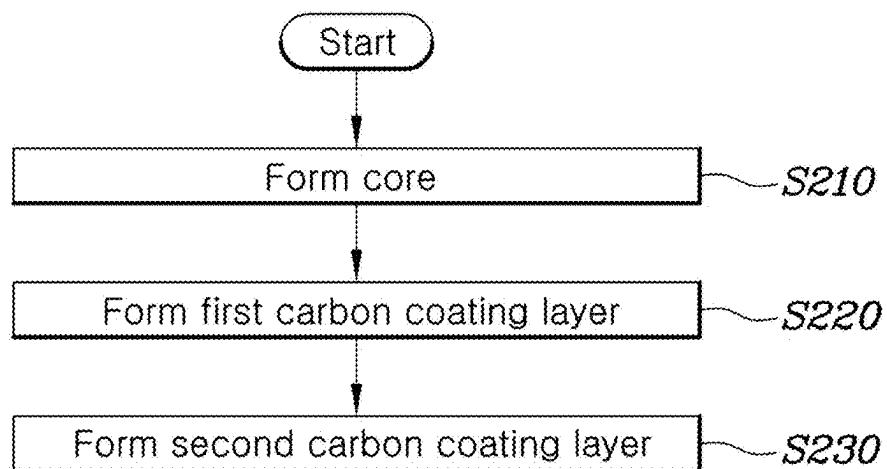 Start
Form core
S210
Form first carbon coating layer
S220
Form second carbon coating layer
S230